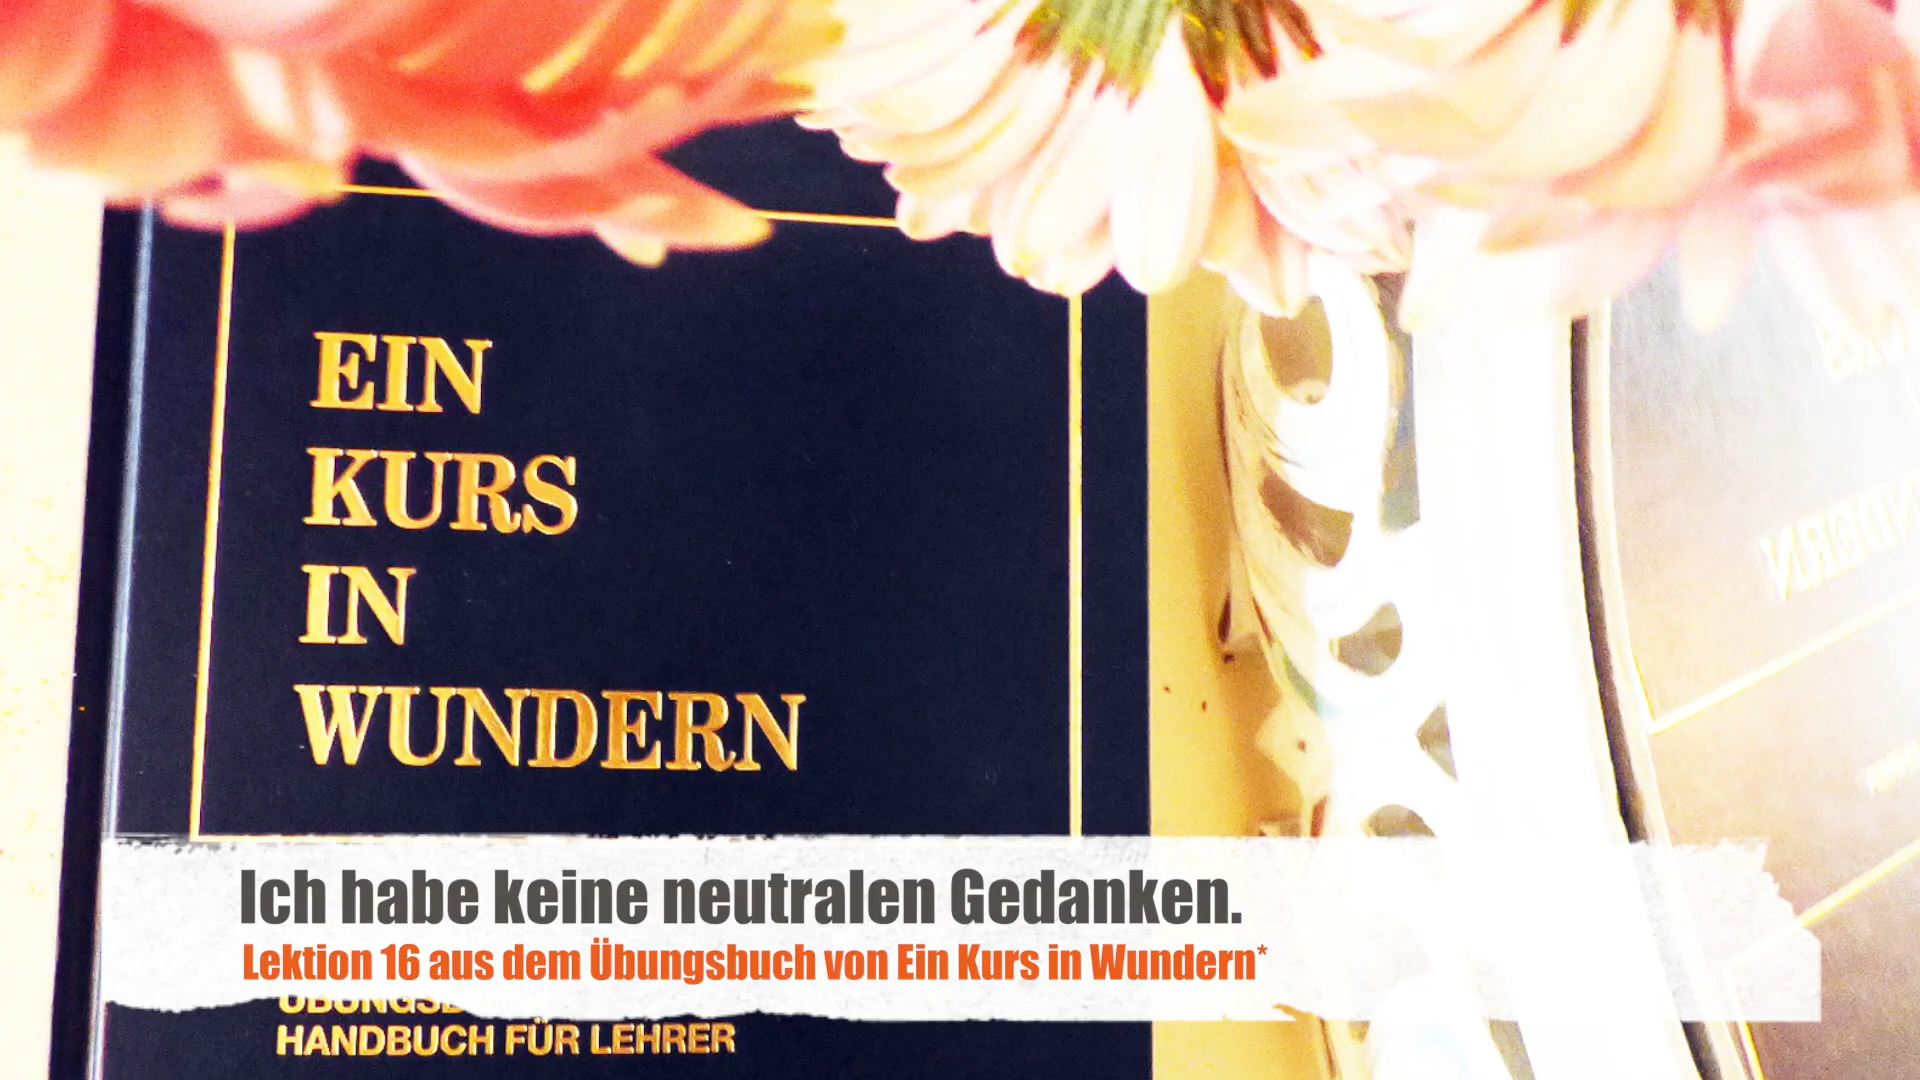 EIN
KURS
IN
WUNDERN
Ich habe keine neutralen Gedanken.
Lektion 16 aus dem Übungsbuch von Ein Kurs in Wundern*
HANDBUCH FÜR LEHRER